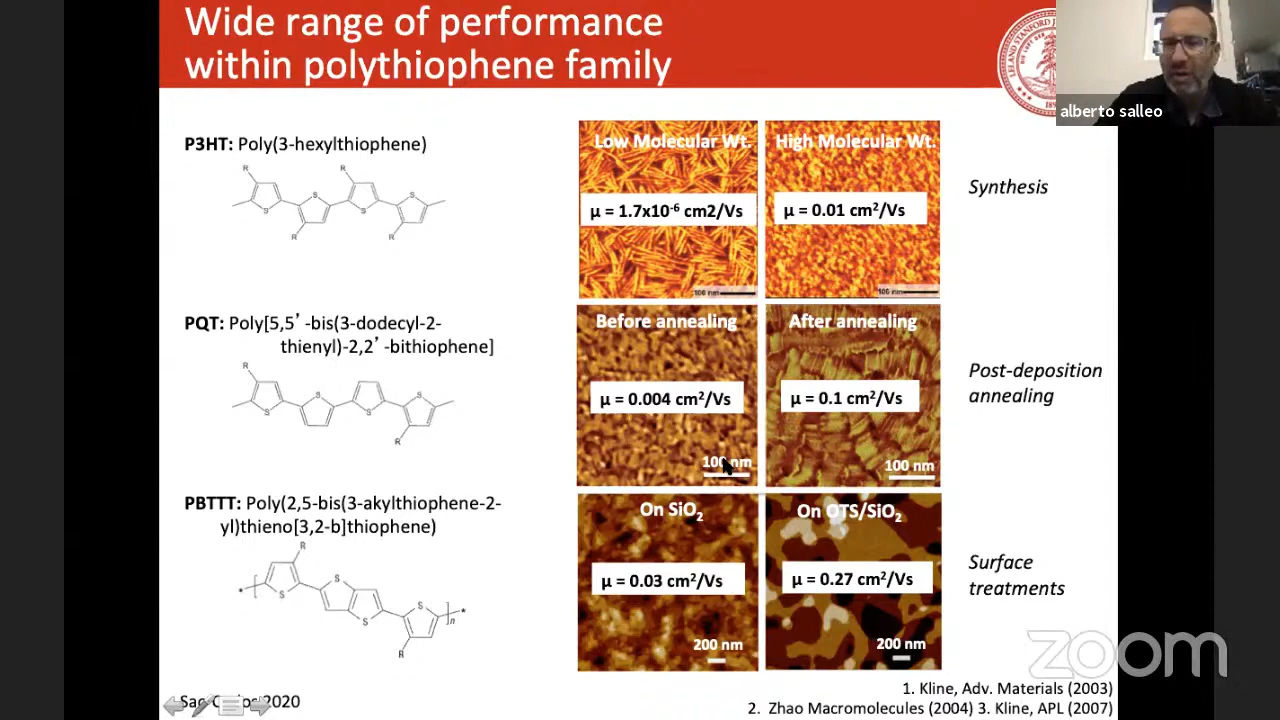 Wide range of performance
within polythiophene family
alberto salleo
P3HT: Poly(3-hexylthiophene)
R
R
S
S
S
S
R
R
Low Molecular Wt.
μ = 1.7x10-6 cm2/Vs
100 nm
High Molecular Wt.
μ = 0.01 cm2/Vs
100 nm
Synthesis
PQT: Poly[5,5’ -bis(3-dodecyl-2-
thienyl)-2,2’ -bithiophene]
R
S
S
S
S
R
Before annealing
μ = 0.004 cm2/Vs
100 nm
After annealing
μ = 0.1 cm2/Vs
100 nm
Post-deposition
annealing
PBTTT: Poly(2,5-bis(3-akylthiophene-2-
yl)thieno[3,2-b]thiophene)
R
S
S
S
S
n
R
On SiO2
μ = 0.03 cm2/Vs
200 nm
On OTS/SiO2
μ = 0.27 cm2/Vs
200 nm
Surface
treatments
zoom
2020
1. Kline, Adv. Materials (2003)
2. Zhao Macromolecules (2004) 3. Kline, APL (2007)